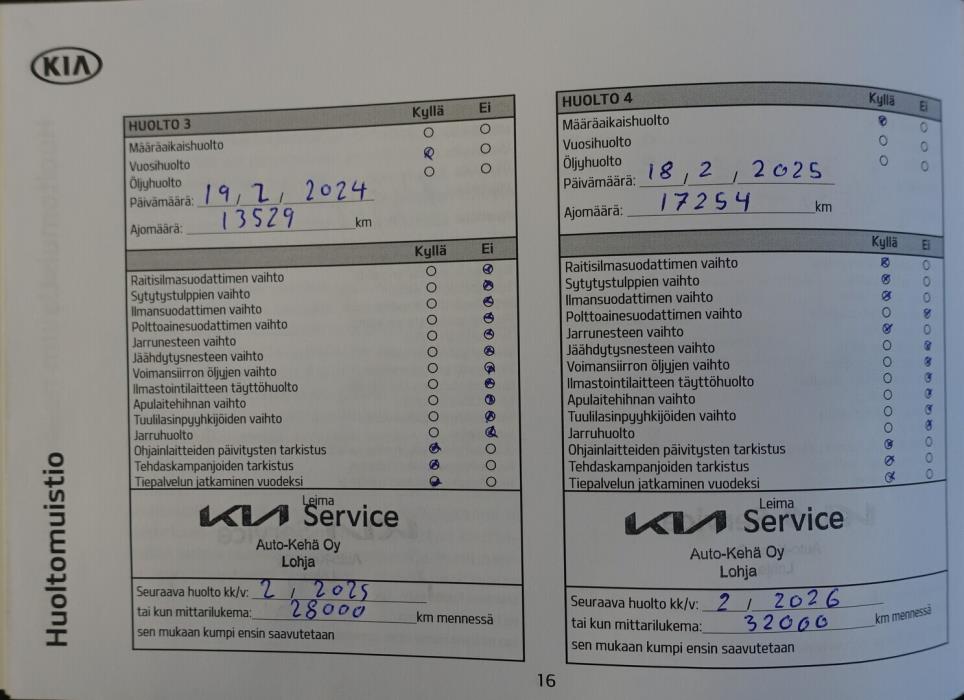 KIA
Huoltomuistio
HUOLTO 3 Kyllä Ei
Määräaikaishuolto
Vuosihuolto
Öljyhuolto
Päivämäärä: 19, 2, 2024
Ajomäärä: 13529 km
Kyllä Ei
Raitisilmasuodattimen vaihto
Sytytystulppien vaihto
Ilmansuodattimen vaihto
Polttoainesuodattimen vaihto
Jarrunesteen vaihto
Jäähdytysnesteen vaihto
Voimansiirron öljyjen vaihto
Ilmastointilaitteen täyttöhuolto
Apulaitehihnan vaihto
Tuulilasinpyyhkijöiden vaihto
Jarruhuolto
Ohjainlaitteiden päivitysten tarkistus
Tehdaskampanjoiden tarkistus
Tiepalvelun jatkaminen vuodeksi
Leima
KIA Service
Auto-Kehä Oy
Lohja
Seuraava huolto kk/v: 2 / 2025
tai kun mittarilukema: 28000 km mennessä
sen mukaan kumpi ensin saavutetaan
HUOLTO 4 Kyllä Ei
Määräaikaishuolto
Vuosihuolto
Öljyhuolto
Päivämäärä: 18, 2, 2025
Ajomäärä: 17254 km
Kyllä Ei
Raitisilmasuodattimen vaihto
Sytytystulppien vaihto
Ilmansuodattimen vaihto
Polttoainesuodattimen vaihto
Jarrunesteen vaihto
Jäähdytysnesteen vaihto
Voimansiirron öljyjen vaihto
Ilmastointilaitteen täyttöhuolto
Apulaitehihnan vaihto
Tuulilasinpyyhkijöiden vaihto
Jarruhuolto
Ohjainlaitteiden päivitysten tarkistus
Tehdaskampanjoiden tarkistus
Tiepalvelun jatkaminen vuodeksi
Leima
KIA Service
Auto-Kehä Oy
Lohja
Seuraava huolto kk/v: 2 / 2026
tai kun mittarilukema: 32000 km mennessä
sen mukaan kumpi ensin saavutetaan
16